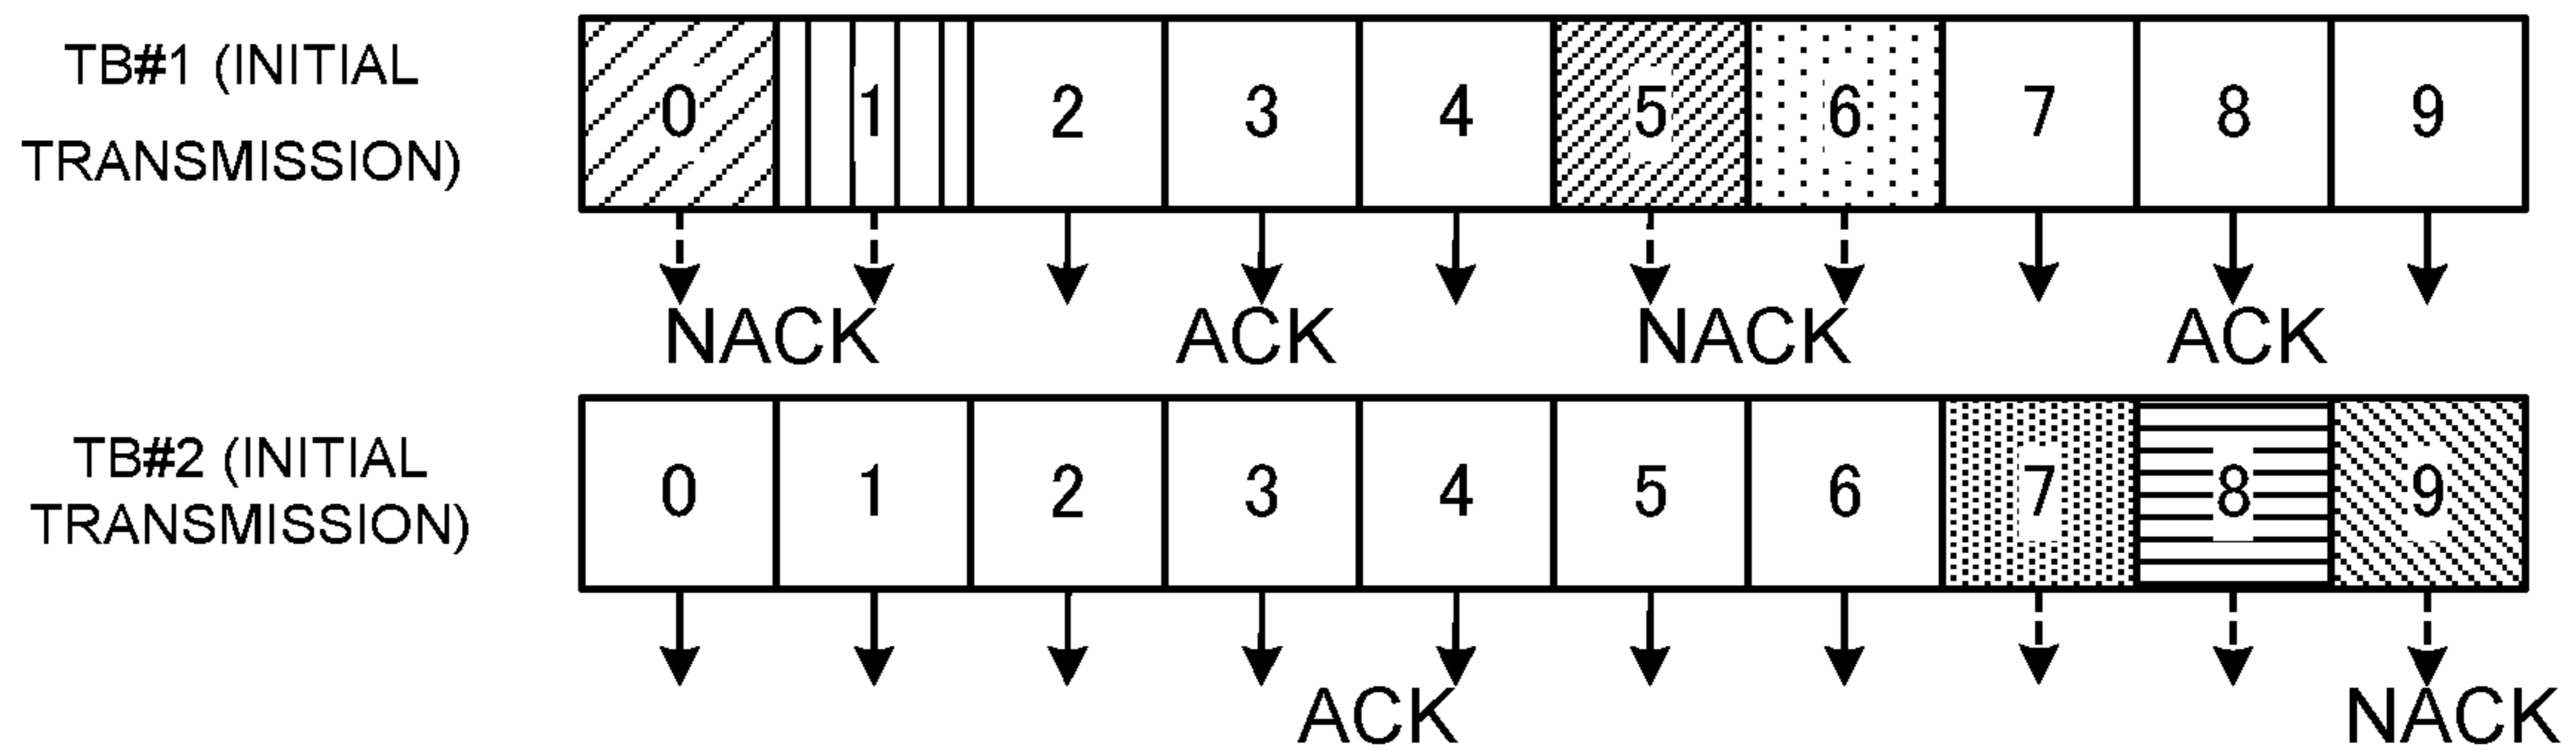 TB#1 (INITIAL
TRANSMISSION)
0 1 2 3 4 5 6 7 8 9
NACK ACK NACK ACK
TB#2 (INITIAL
TRANSMISSION)
0 1 2 3 4 5 6 7 8 9
ACK NACK